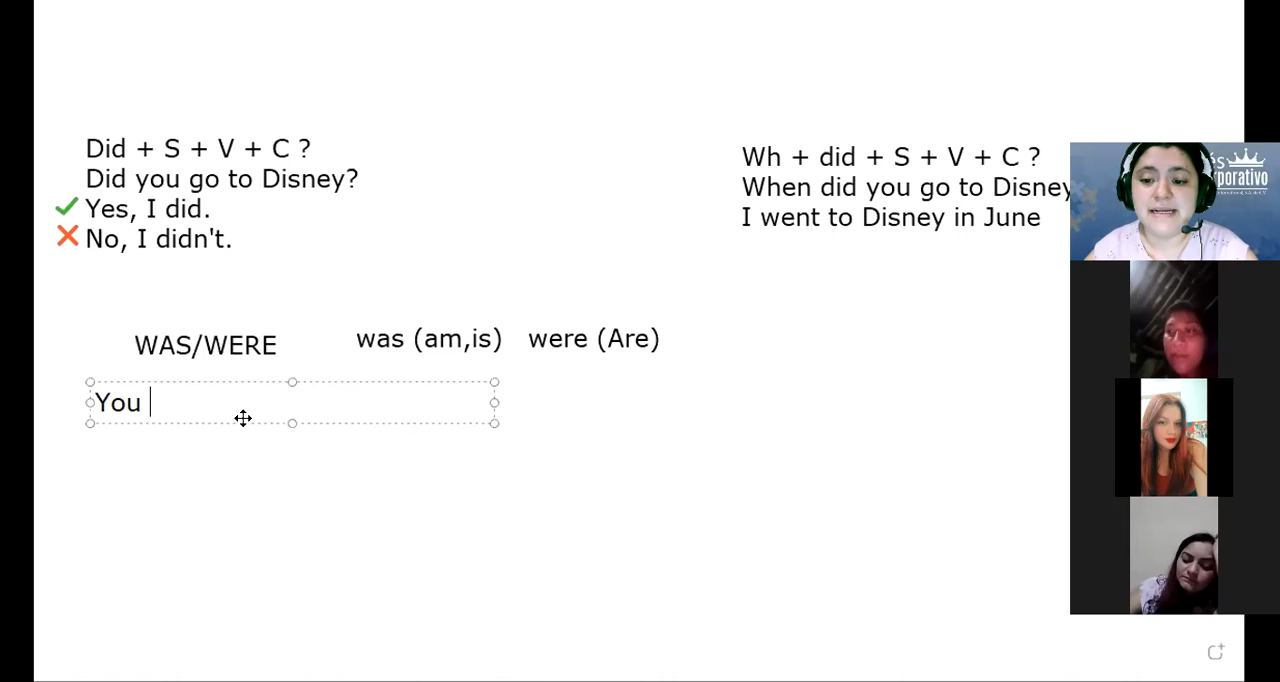 Did + S + V + C ?
Did you go to Disney?
Yes, I did.
No, I didn't.
Wh + did + S + V + C ?
When did you go to Disney
I went to Disney in June
WAS/WERE
was (am,is)
were (Are)
You